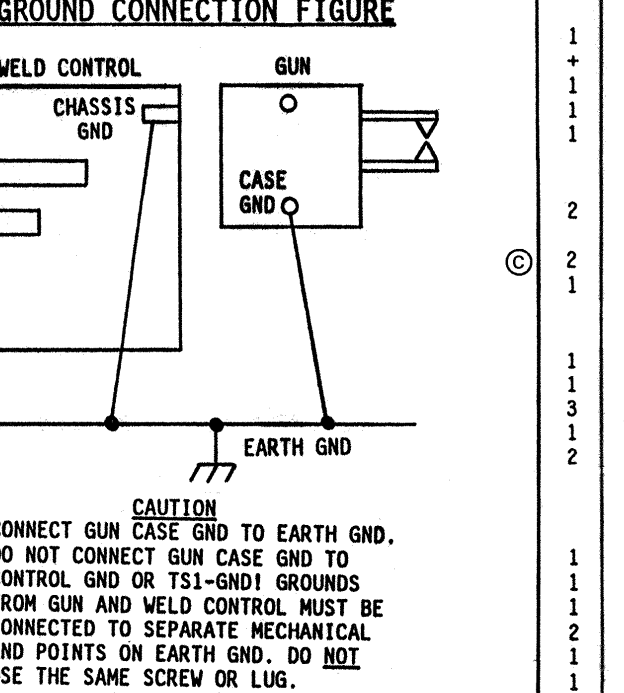 GROUND CONNECTION FIGURE
WELD CONTROL
GUN
CHASSIS
GND
CASE
GND
EARTH GND
CAUTION
CONNECT GUN CASE GND TO EARTH GND.
DO NOT CONNECT GUN CASE GND TO
CONTROL GND OR TS1-GND! GROUNDS
FROM GUN AND WELD CONTROL MUST BE
CONNECTED TO SEPARATE MECHANICAL
GND POINTS ON EARTH GND. DO NOT
USE THE SAME SCREW OR LUG.
©
1
+
1
1
1
2
2
1
1
1
3
1
2
1
1
1
2
1
1